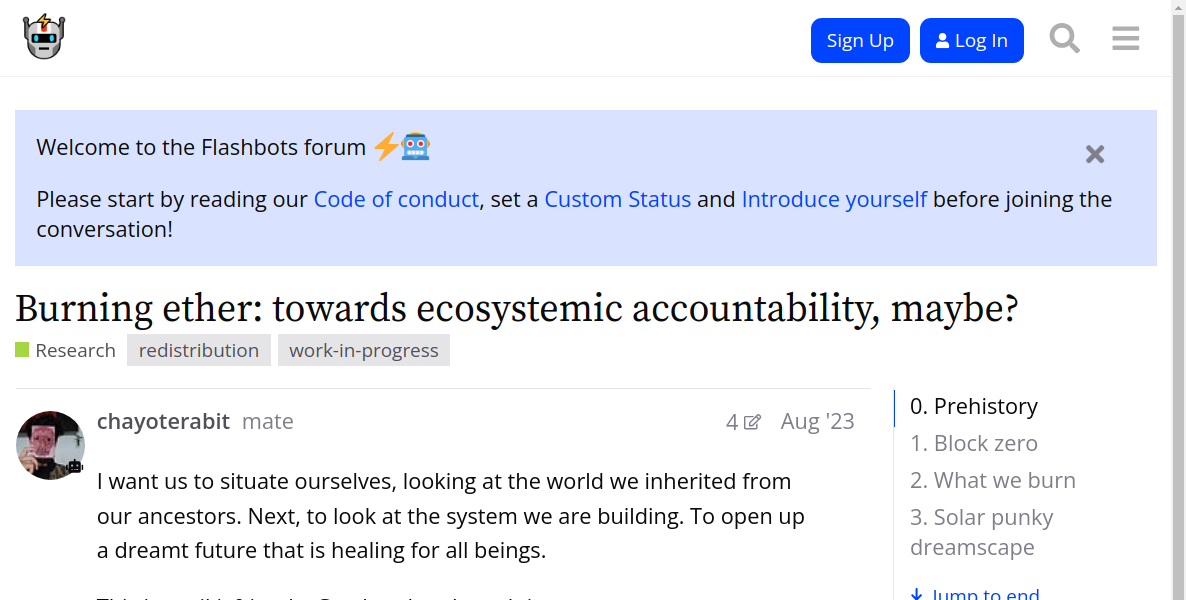 Sign Up
Log In
Welcome to the Flashbots forum
Please start by reading our Code of conduct, set a Custom Status and Introduce yourself before joining the
conversation!
Burning ether: towards ecosystemic accountability, maybe?
Research redistribution work-in-progress
chayoterabit mate 4 Aug '23
I want us to situate ourselves, looking at the world we inherited from
our ancestors. Next, to look at the system we are building. To open up
a dreamt future that is healing for all beings.
0. Prehistory
1. Block zero
2. What we burn
3. Solar punky
dreamscape
Jump to end